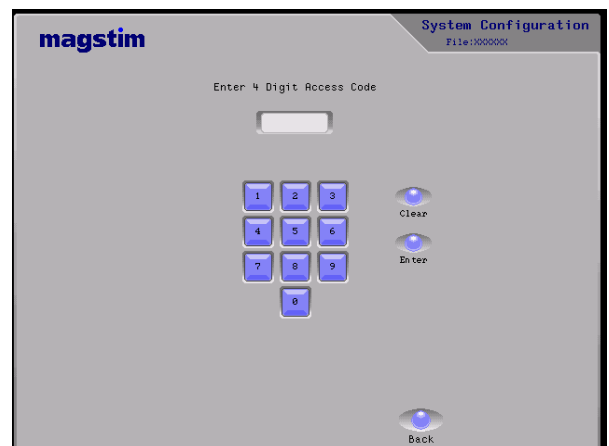 magstim
System Configuration
File:XXXXXX
Enter 4 Digit Access Code
1 2 3
Clear
4 5 6
Enter
7 8 9
0
Back